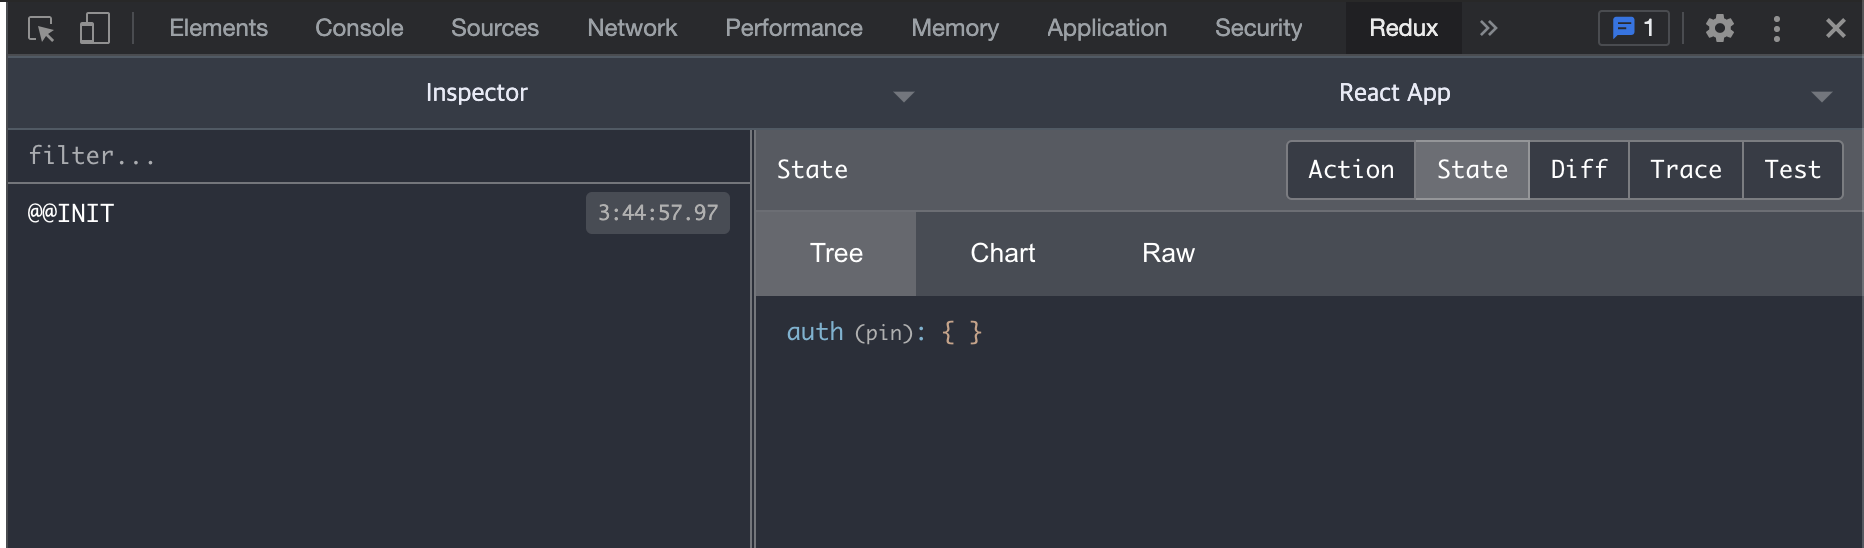 Elements Console Sources Network Performance Memory Application Security Redux » 1
Inspector React App
filter...
State Action State Diff Trace Test
@@INIT 3:44:57.97
Tree Chart Raw
auth (pin): { }